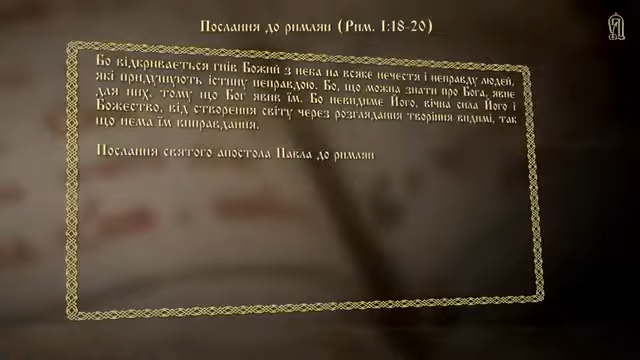 Послання до римлян (Рим. 1:18-20)
Бо відкривається гнів Божий з неба на всяке нечестя і неправду людей,
які придушують істину неправдою. Бо, що можна знати про Бога, явне
для них, тому що Бог явив їм. Бо невидиме Його, вічна сила Його і
Божество, від створення світу через розглядання творіння видимі, так
що нема їм виправдання.
Послання святого апостола Павла до римлян